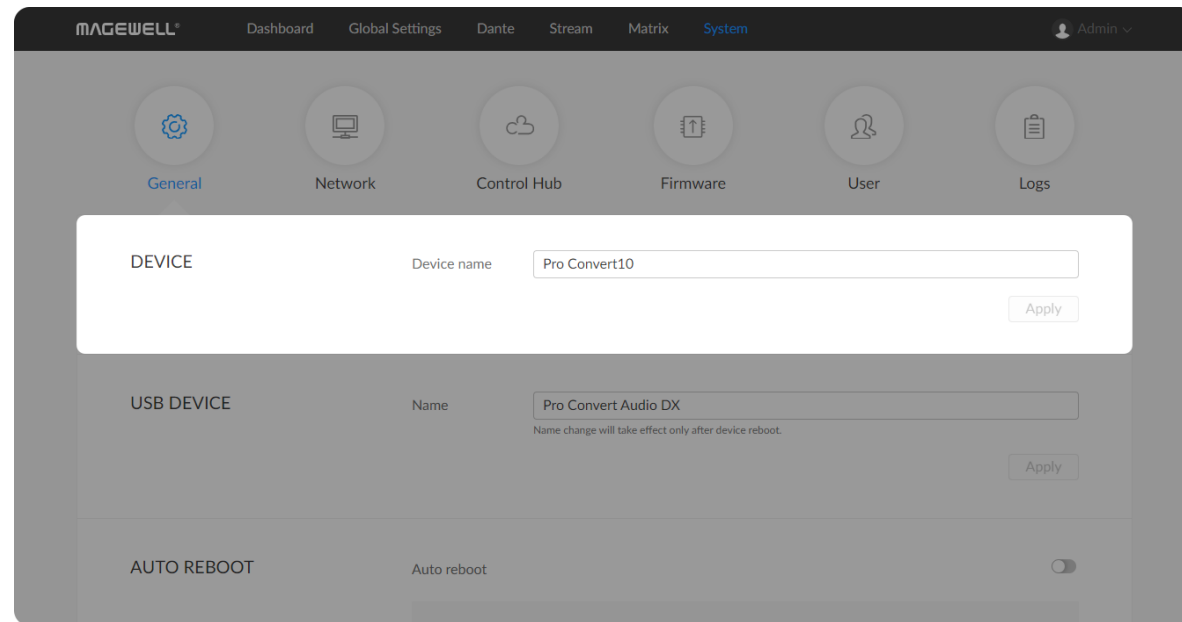 MAGEWELL® Dashboard Global Settings Dante Stream Matrix System Admin
General Network Control Hub Firmware User Logs
DEVICE Device name Pro Convert10
Apply
USB DEVICE Name Pro Convert Audio DX
Name change will take effect only after device reboot.
Apply
AUTO REBOOT Auto reboot